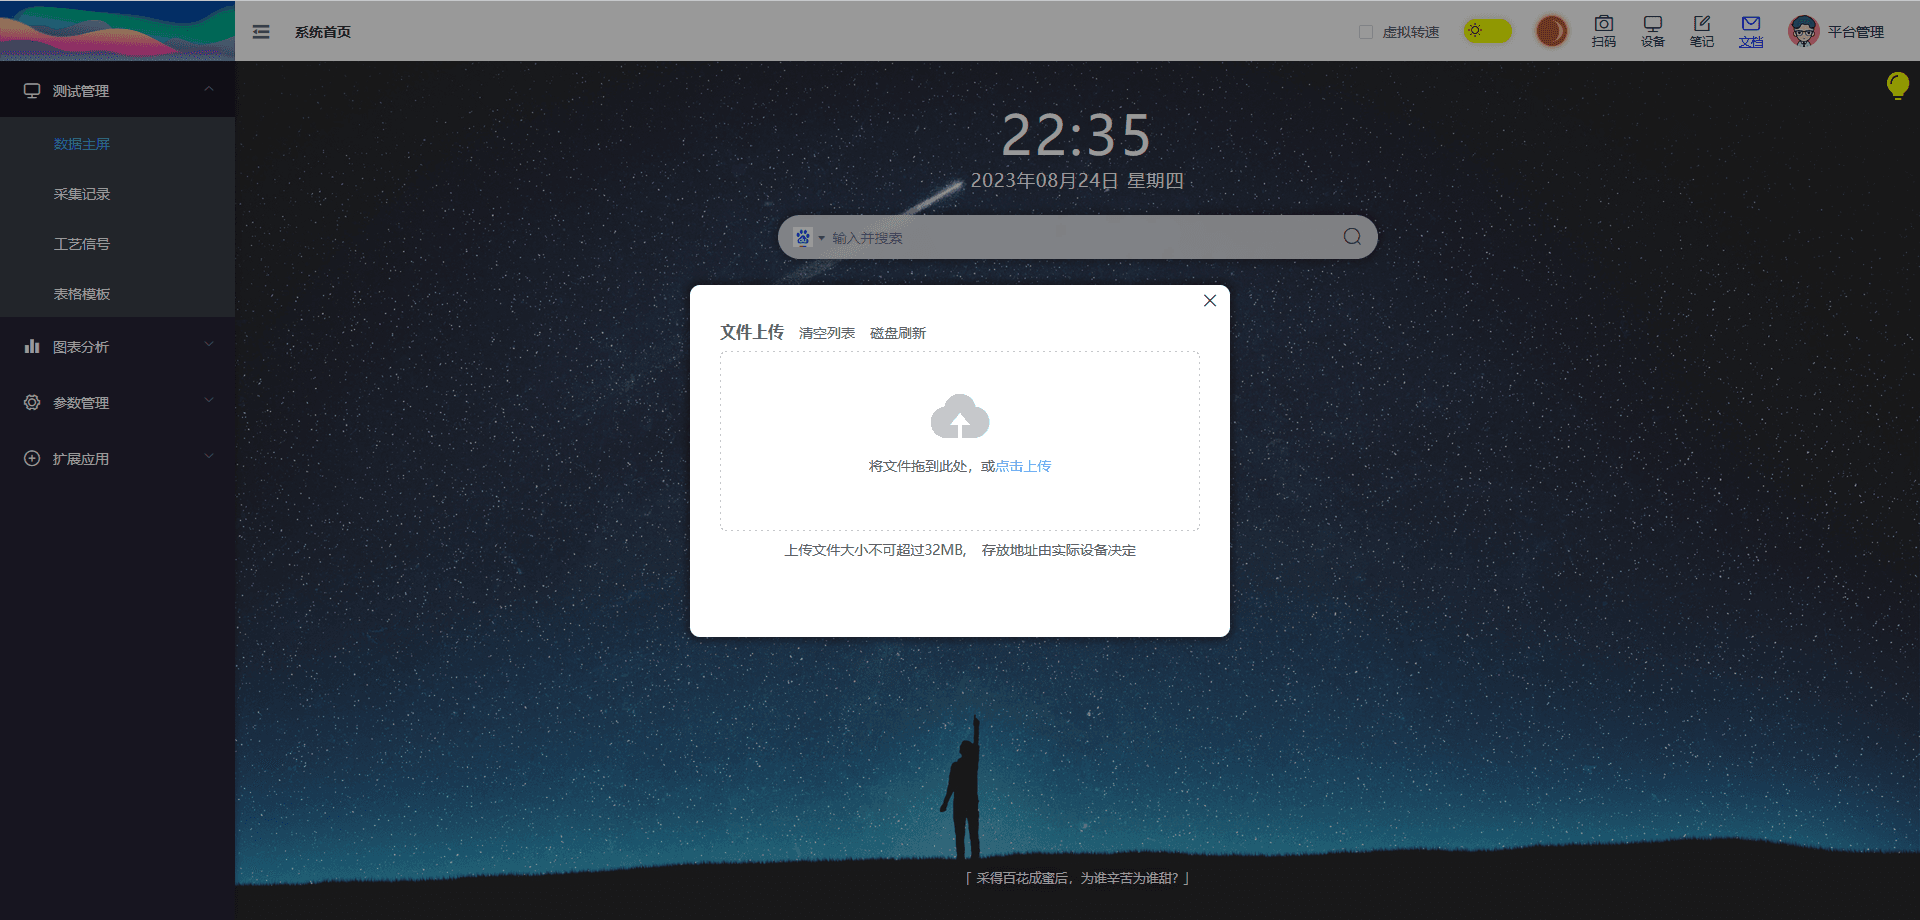 系统首页
虚拟转速
扫码
设备
笔记
文档
平台管理
测试管理
数据主屏
采集记录
工艺信号
表格模板
图表分析
参数管理
扩展应用
22:35
2023年08月24日 星期四
输入并搜索
文件上传 清空列表 磁盘刷新
将文件拖到此处，或点击上传
上传文件大小不可超过32MB， 存放地址由实际设备决定
「 采得百花成蜜后，为谁辛苦为谁甜？」